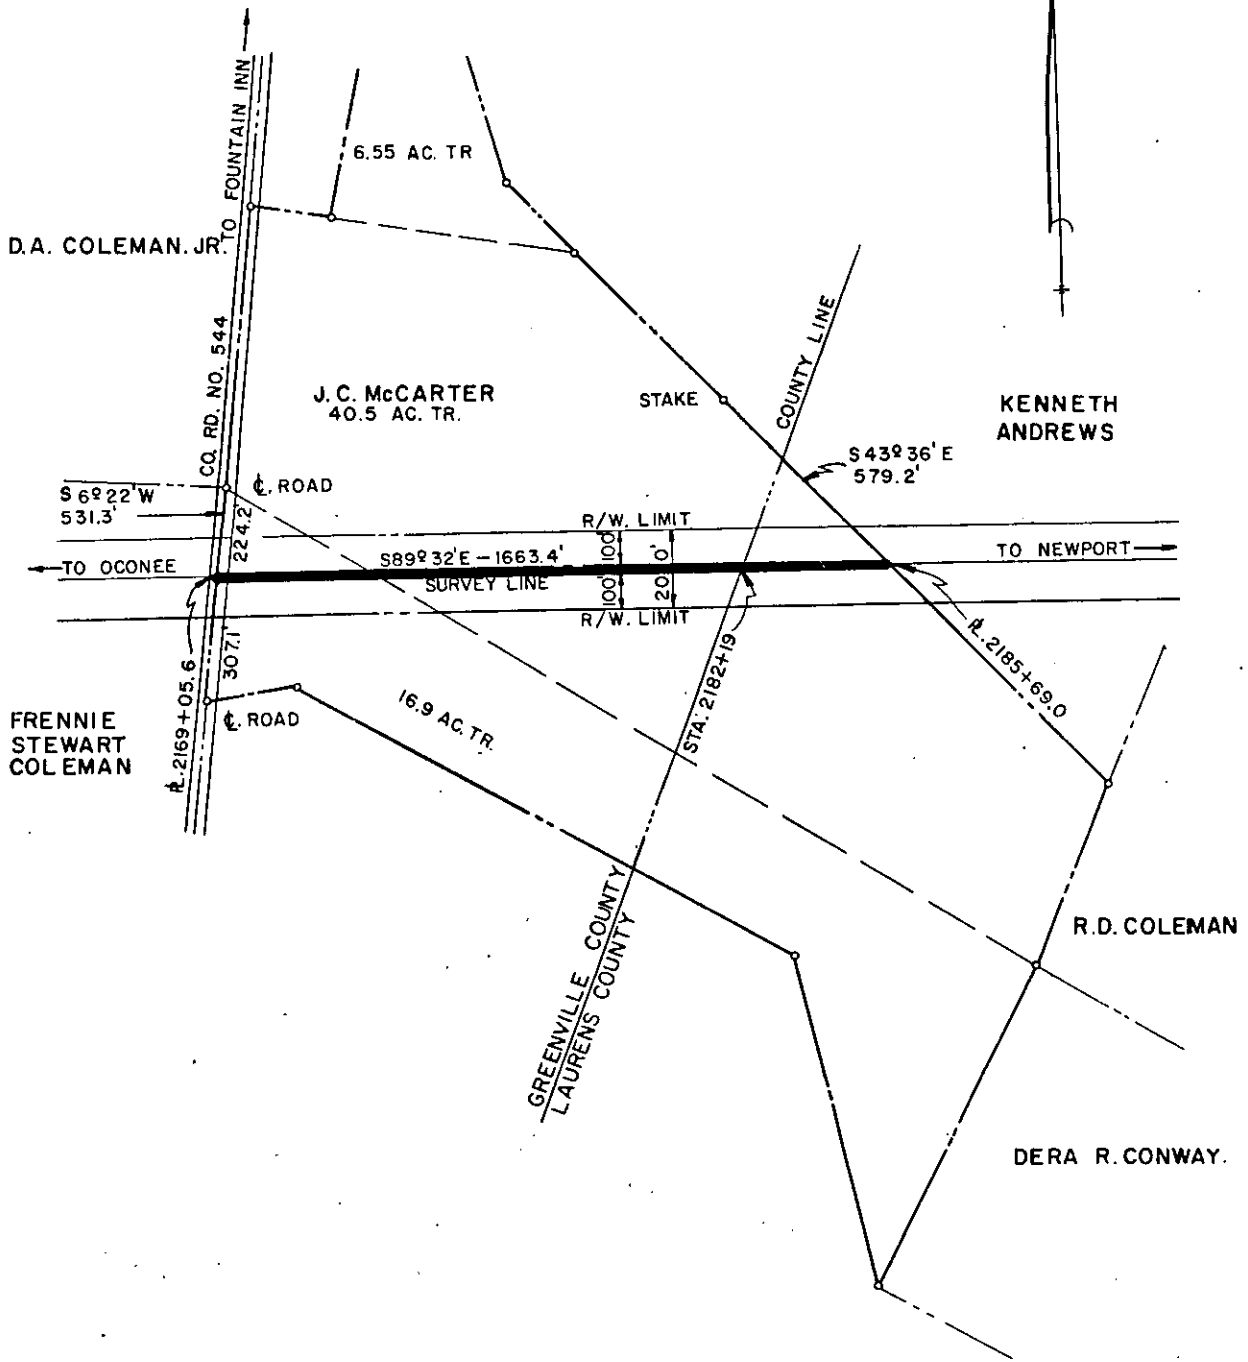 TO FOUNTAIN INN
6.55 AC. TR
D.A. COLEMAN. JR.
CO. RD. NO. 544
J. C. McCARTER
40.5 AC. TR.
STAKE
COUNTY LINE
KENNETH
ANDREWS
S 43º 36' E
579.2'
S 6º 22' W
531.3'
℄. ROAD
224.2'
R/W. LIMIT
100'
S89º 32'E – 1663.4'
TO OCONEE
TO NEWPORT
SURVEY LINE
100'
200'
R/W. LIMIT
307.1'
℄. ROAD
16.9 AC. TR.
STA. 2182+19
PL. 2185+69.0
PL. 2169+05.6
FRENNIE
STEWART
COLEMAN
GREENVILLE COUNTY
LAURENS COUNTY
R.D. COLEMAN
DERA R. CONWAY.